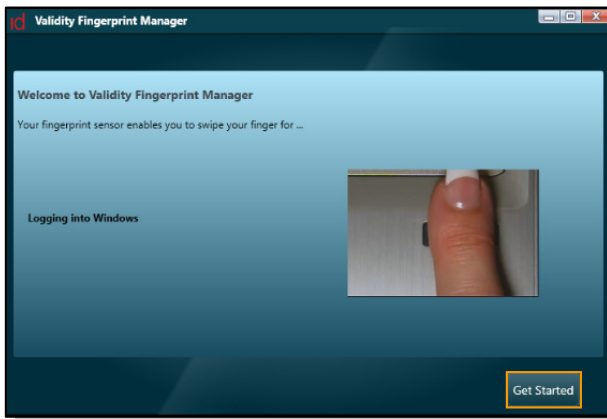 id Validity Fingerprint Manager
Welcome to Validity Fingerprint Manager
Your fingerprint sensor enables you to swipe your finger for ...
Logging into Windows
Get Started